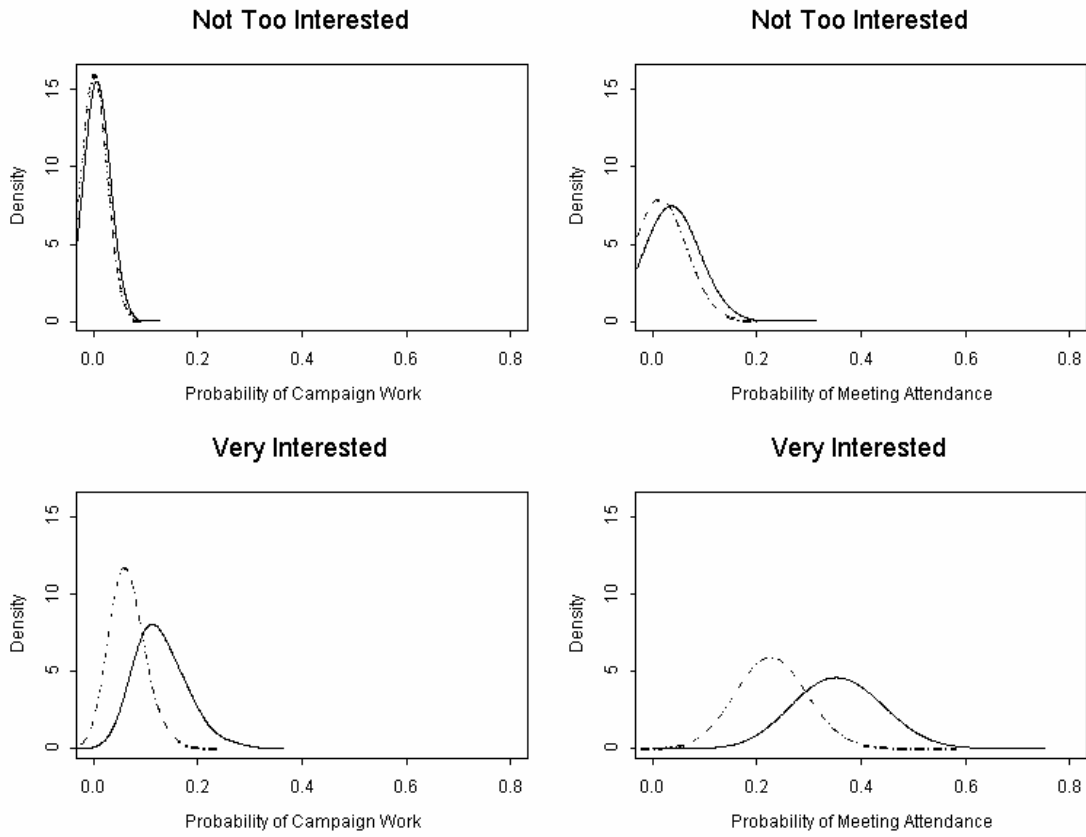 Not Too Interested
Density
15
10
5
0
0.0 0.2 0.4 0.6 0.8
Probability of Campaign Work
Not Too Interested
Density
15
10
5
0
0.0 0.2 0.4 0.6 0.8
Probability of Meeting Attendance
Very Interested
Density
15
10
5
0
0.0 0.2 0.4 0.6 0.8
Probability of Campaign Work
Very Interested
Density
15
10
5
0
0.0 0.2 0.4 0.6 0.8
Probability of Meeting Attendance